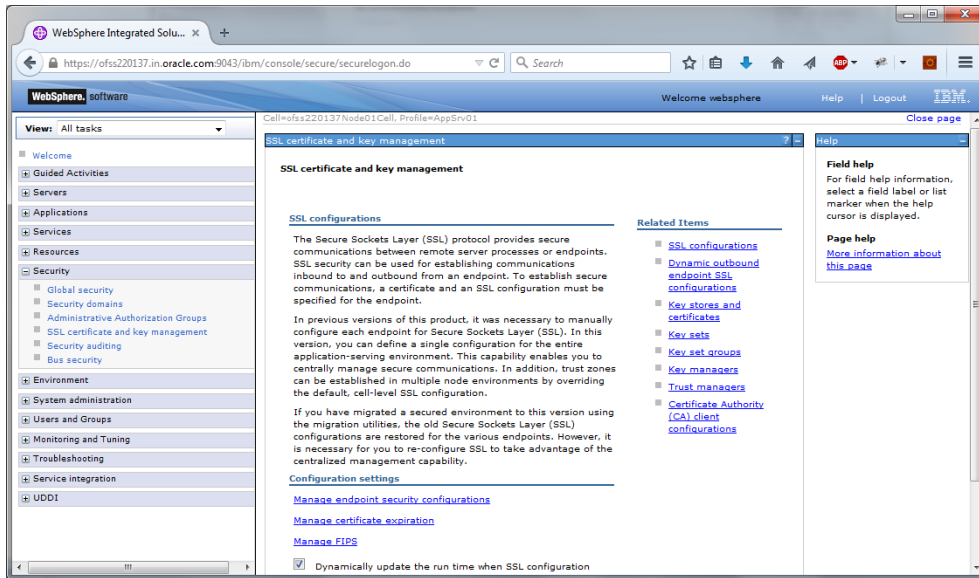 WebSphere Integrated Solu... × +
https://ofss220137.in.oracle.com:9043/ibm/console/secure/securelogon.do
Search
ABP
WebSphere. software
Welcome websphere
Help | Logout
IBM.
View: All tasks
Welcome
Guided Activities
Servers
Applications
Services
Resources
Security
Global security
Security domains
Administrative Authorization Groups
SSL certificate and key management
Security auditing
Bus security
Environment
System administration
Users and Groups
Monitoring and Tuning
Troubleshooting
Service integration
UDDI
Cell=ofss220137Node01Cell, Profile=AppSrv01
Close page
SSL certificate and key management
? –
SSL certificate and key management
SSL configurations
The Secure Sockets Layer (SSL) protocol provides secure
communications between remote server processes or endpoints.
SSL security can be used for establishing communications
inbound to and outbound from an endpoint. To establish secure
communications, a certificate and an SSL configuration must be
specified for the endpoint.
In previous versions of this product, it was necessary to manually
configure each endpoint for Secure Sockets Layer (SSL). In this
version, you can define a single configuration for the entire
application-serving environment. This capability enables you to
centrally manage secure communications. In addition, trust zones
can be established in multiple node environments by overriding
the default, cell-level SSL configuration.
If you have migrated a secured environment to this version using
the migration utilities, the old Secure Sockets Layer (SSL)
configurations are restored for the various endpoints. However, it
is necessary for you to re-configure SSL to take advantage of the
centralized management capability.
Configuration settings
Manage endpoint security configurations
Manage certificate expiration
Manage FIPS
Dynamically update the run time when SSL configuration
Related Items
SSL configurations
Dynamic outbound
endpoint SSL
configurations
Key stores and
certificates
Key sets
Key set groups
Key managers
Trust managers
Certificate Authority
(CA) client
configurations
Help
Field help
For field help information,
select a field label or list
marker when the help
cursor is displayed.
Page help
More information about
this page